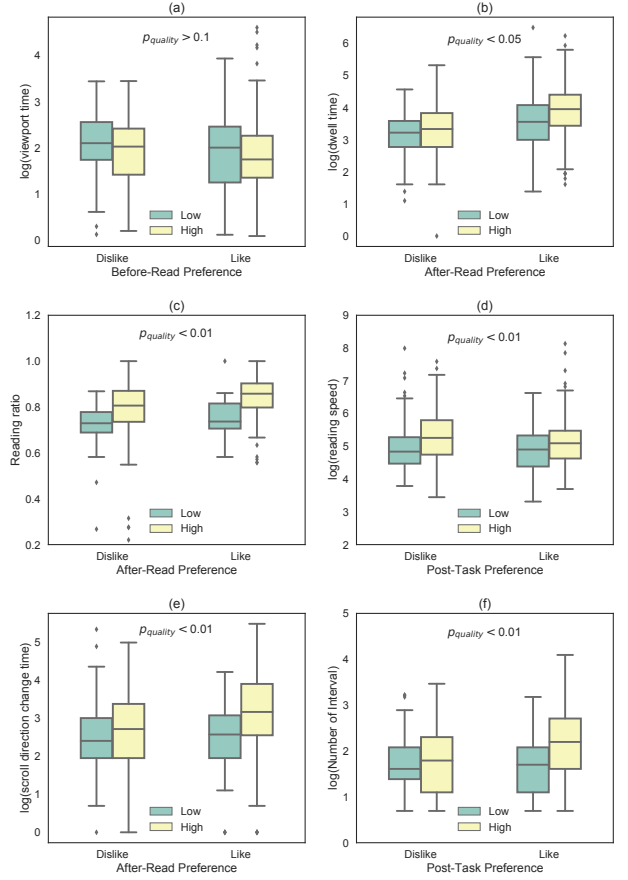 (a)
p_quality > 0.1
log(viewport time)
4
3
2
1
0
Low
High
Dislike
Like
Before-Read Preference
(b)
p_quality < 0.05
log(dwell time)
6
5
4
3
2
1
0
Low
High
Dislike
Like
After-Read Preference
(c)
p_quality < 0.01
Reading ratio
1.2
1.0
0.8
0.6
0.4
0.2
Low
High
Dislike
Like
After-Read Preference
(d)
p_quality < 0.01
log(reading speed)
9
8
7
6
5
4
3
2
Low
High
Dislike
Like
Post-Task Preference
(e)
p_quality < 0.01
log(scroll direction change time)
5
4
3
2
1
0
Low
High
Dislike
Like
After-Read Preference
(f)
p_quality < 0.01
log(Number of Interval)
5
4
3
2
1
0
Low
High
Dislike
Like
Post-Task Preference